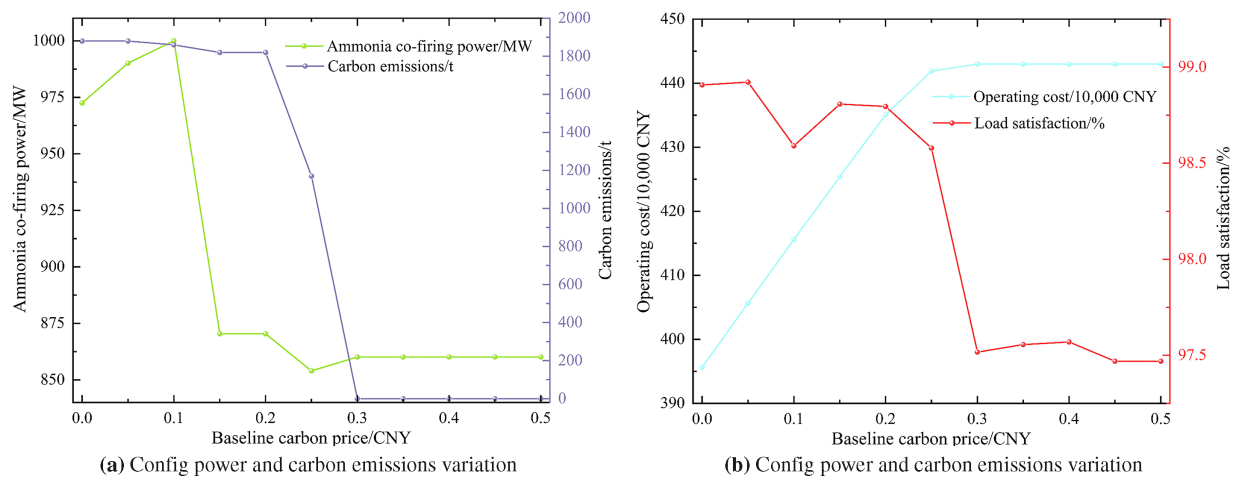 1000
975
950
925
900
875
850
Ammonia co-firing power/MW
Ammonia co-firing power/MW
Carbon emissions/t
2000
1800
1600
1400
1200
1000
800
600
400
200
0
Carbon emissions/t
0.0 0.1 0.2 0.3 0.4 0.5
Baseline carbon price/CNY
(a) Config power and carbon emissions variation
450
440
430
420
410
400
390
Operating cost/10,000 CNY
Operating cost/10,000 CNY
Load satisfaction/%
99.0
98.5
98.0
97.5
Load satisfaction/%
0.0 0.1 0.2 0.3 0.4 0.5
Baseline carbon price/CNY
(b) Config power and carbon emissions variation